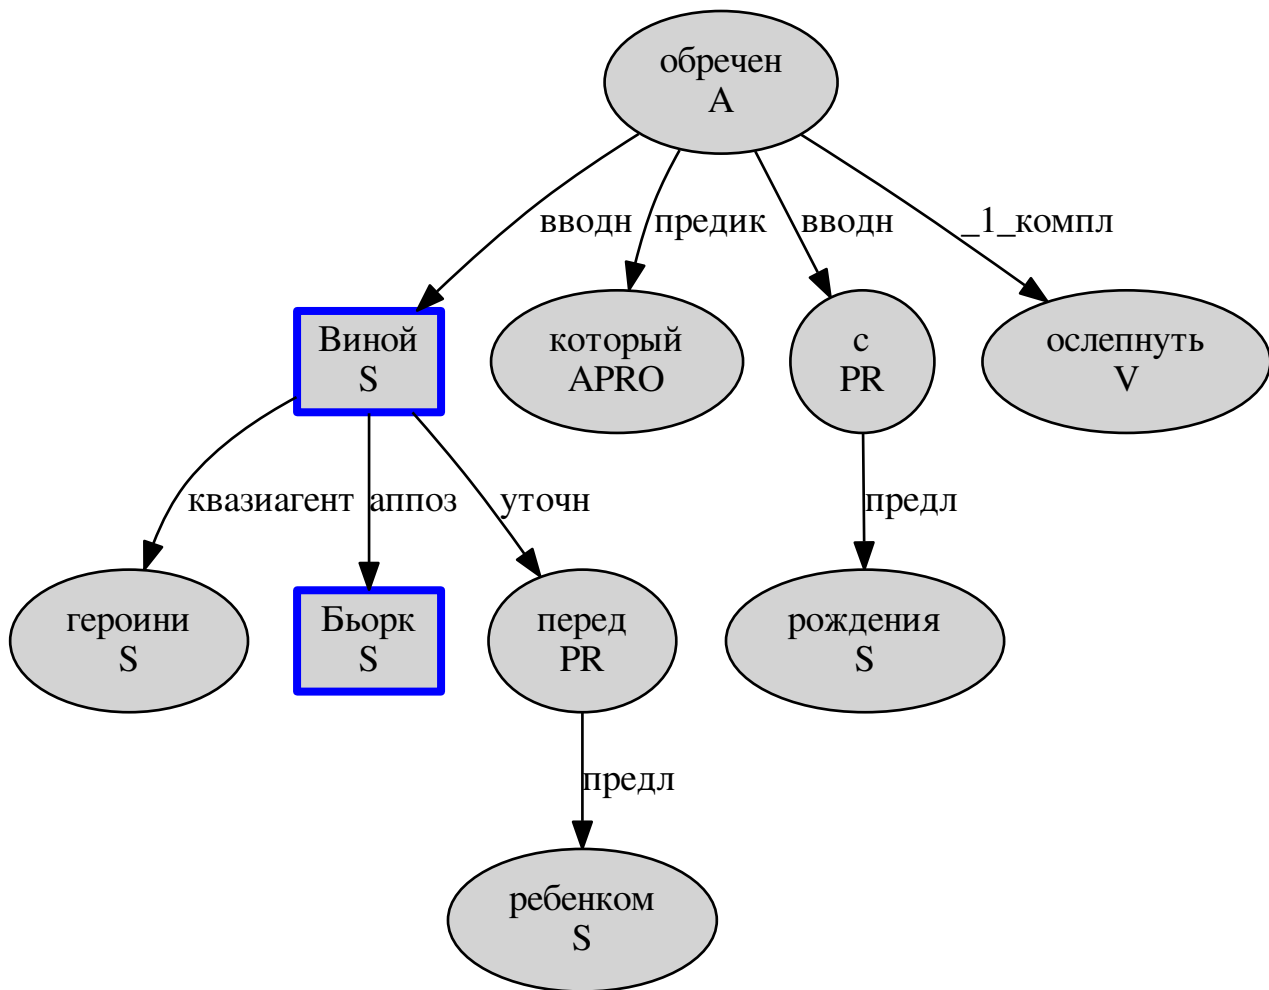 обречен
A
вводн
предик
вводн
_1_компл
Виной
S
который
APRO
с
PR
ослепнуть
V
квазиагент
аппоз
уточн
предл
героини
S
Бьорк
S
перед
PR
рождения
S
предл
ребенком
S